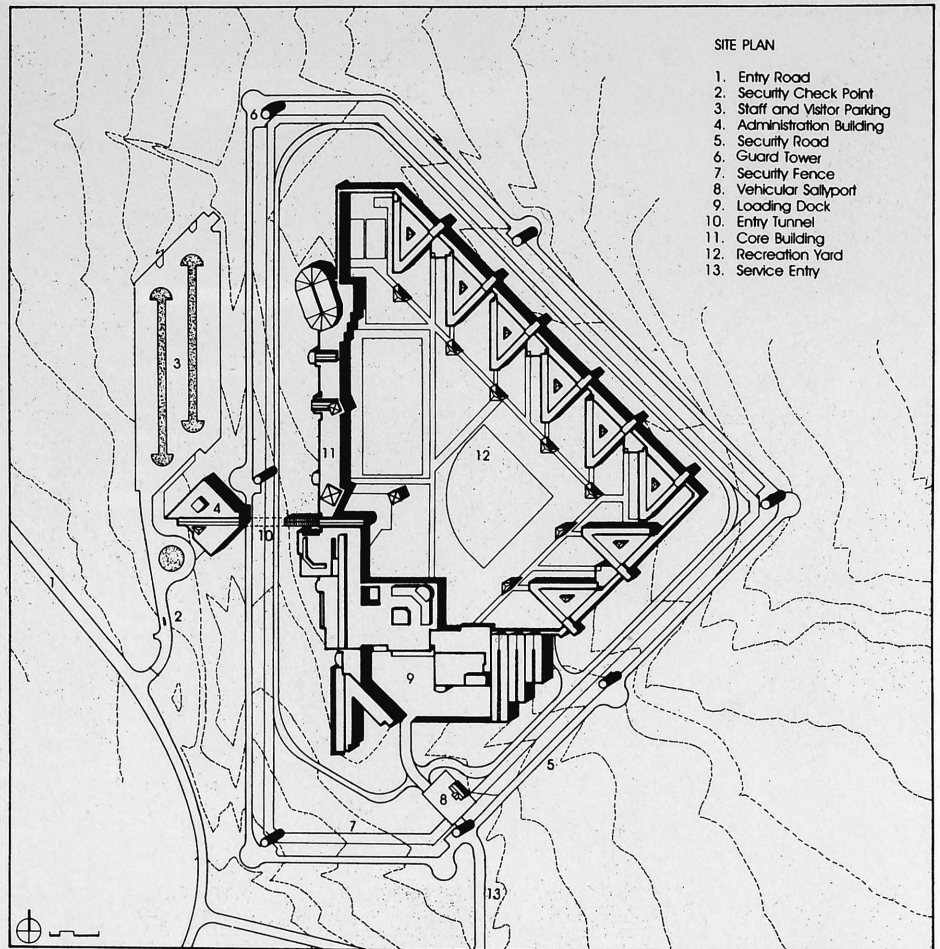 SITE PLAN
1. Entry Road
2. Security Check Point
3. Staff and Visitor Parking
4. Administration Building
5. Security Road
6. Guard Tower
7. Security Fence
8. Vehicular Sallyport
9. Loading Dock
10. Entry Tunnel
11. Core Building
12. Recreation Yard
13. Service Entry
6
3
11
12
4
10
1
2
9
5
8
7
13